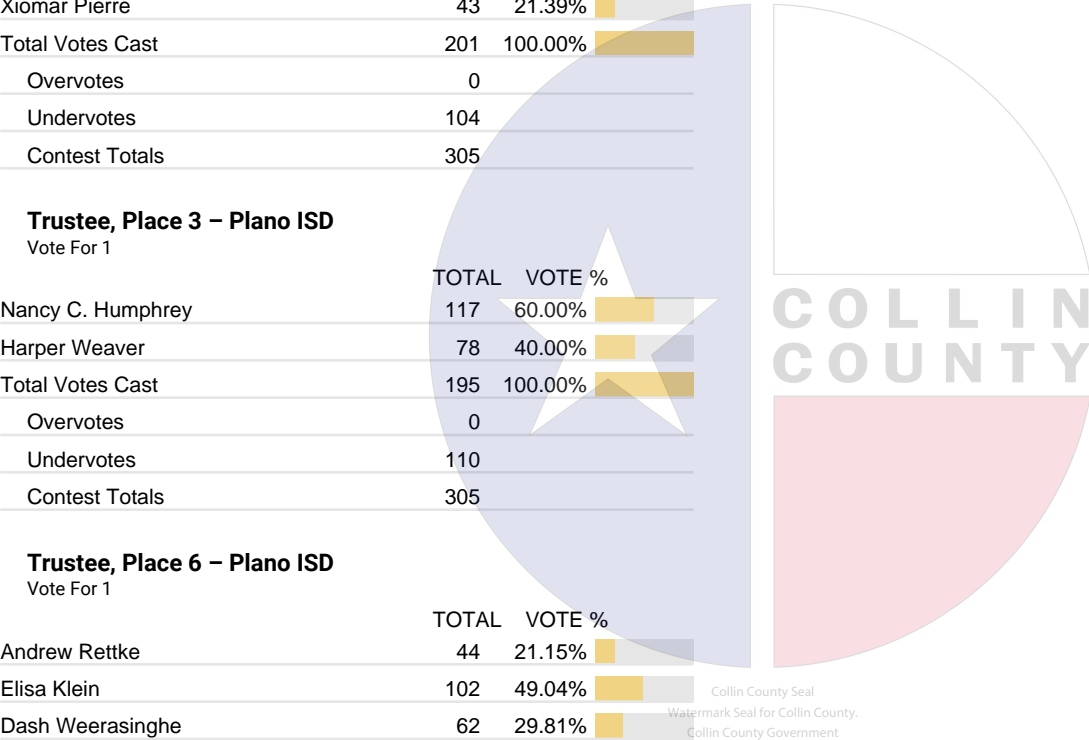 Xiomar Pierre 43 21.39%
Total Votes Cast 201 100.00%
Overvotes 0
Undervotes 104
Contest Totals 305
Trustee, Place 3 – Plano ISD
Vote For 1
TOTAL VOTE %
Nancy C. Humphrey 117 60.00%
Harper Weaver 78 40.00%
Total Votes Cast 195 100.00%
Overvotes 0
Undervotes 110
Contest Totals 305
Trustee, Place 6 – Plano ISD
Vote For 1
TOTAL VOTE %
Andrew Rettke 44 21.15%
Elisa Klein 102 49.04%
Dash Weerasinghe 62 29.81%
COLLIN
COUNTY
Collin County Seal
Watermark Seal for Collin County.
Collin County Government